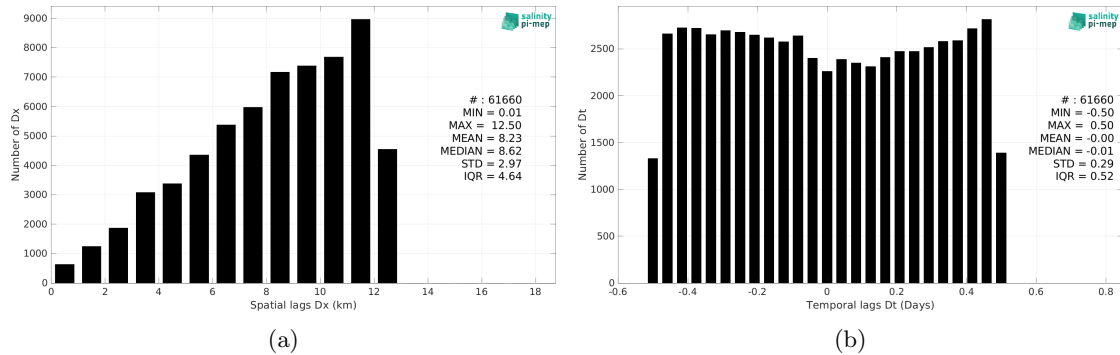 salinity
pi-mep
9000
8000
7000
6000
5000
4000
3000
2000
1000
0
Number of Dx
# : 61660
MIN = 0.01
MAX = 12.50
MEAN = 8.23
MEDIAN = 8.62
STD = 2.97
IQR = 4.64
0 2 4 6 8 10 12 14 16 18
Spatial lags Dx (km)
(a)
salinity
pi-mep
2500
2000
1500
1000
500
0
Number of Dt
# : 61660
MIN = -0.50
MAX = 0.50
MEAN = -0.00
MEDIAN = -0.01
STD = 0.29
IQR = 0.52
-0.6 -0.4 -0.2 0 0.2 0.4 0.6 0.8
Temporal lags Dt (Days)
(b)